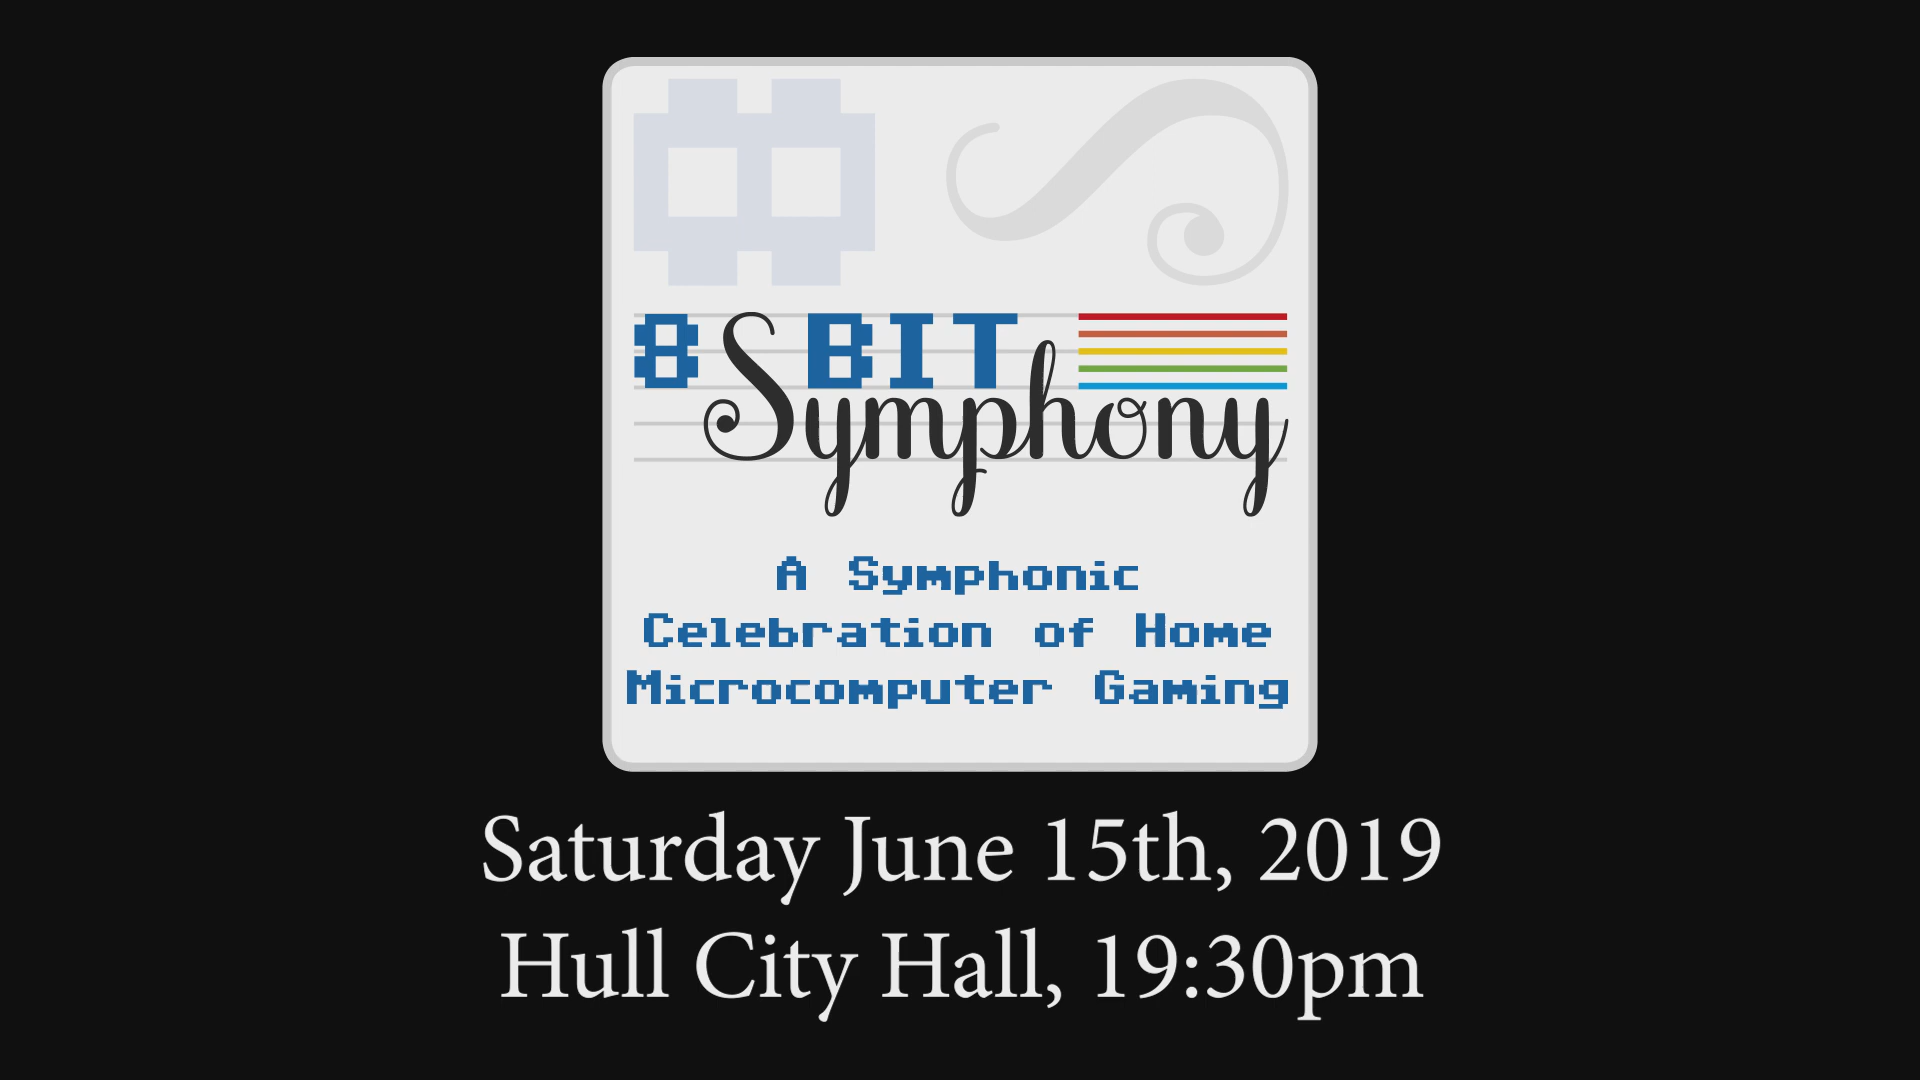 8 BIT
Symphony
A Symphonic
Celebration of Home
Microcomputer Gaming
Saturday June 15th, 2019
Hull City Hall, 19:30pm